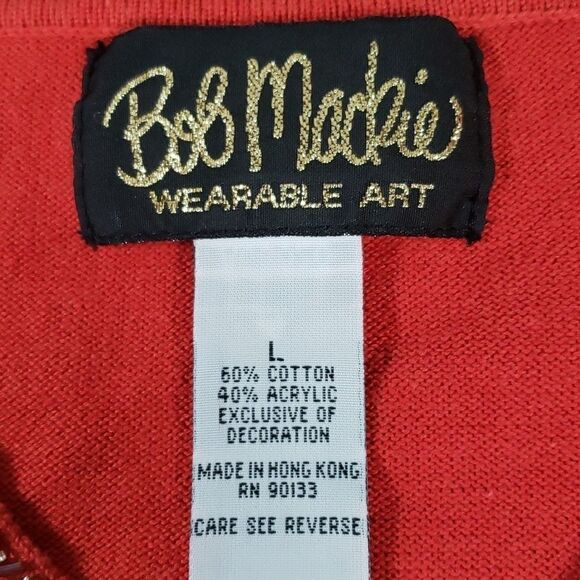 Bob Mackie
WEARABLE ART
L
60% COTTON
40% ACRYLIC
EXCLUSIVE OF
DECORATION
MADE IN HONG KONG
RN 90133
CARE SEE REVERSE